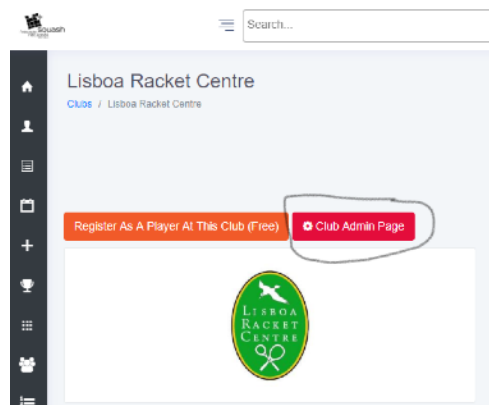 squash
Search...
Lisboa Racket Centre
Clubs / Lisboa Racket Centre
Register As A Player At This Club (Free)
Club Admin Page
LISBOA
RACKET
CENTRE